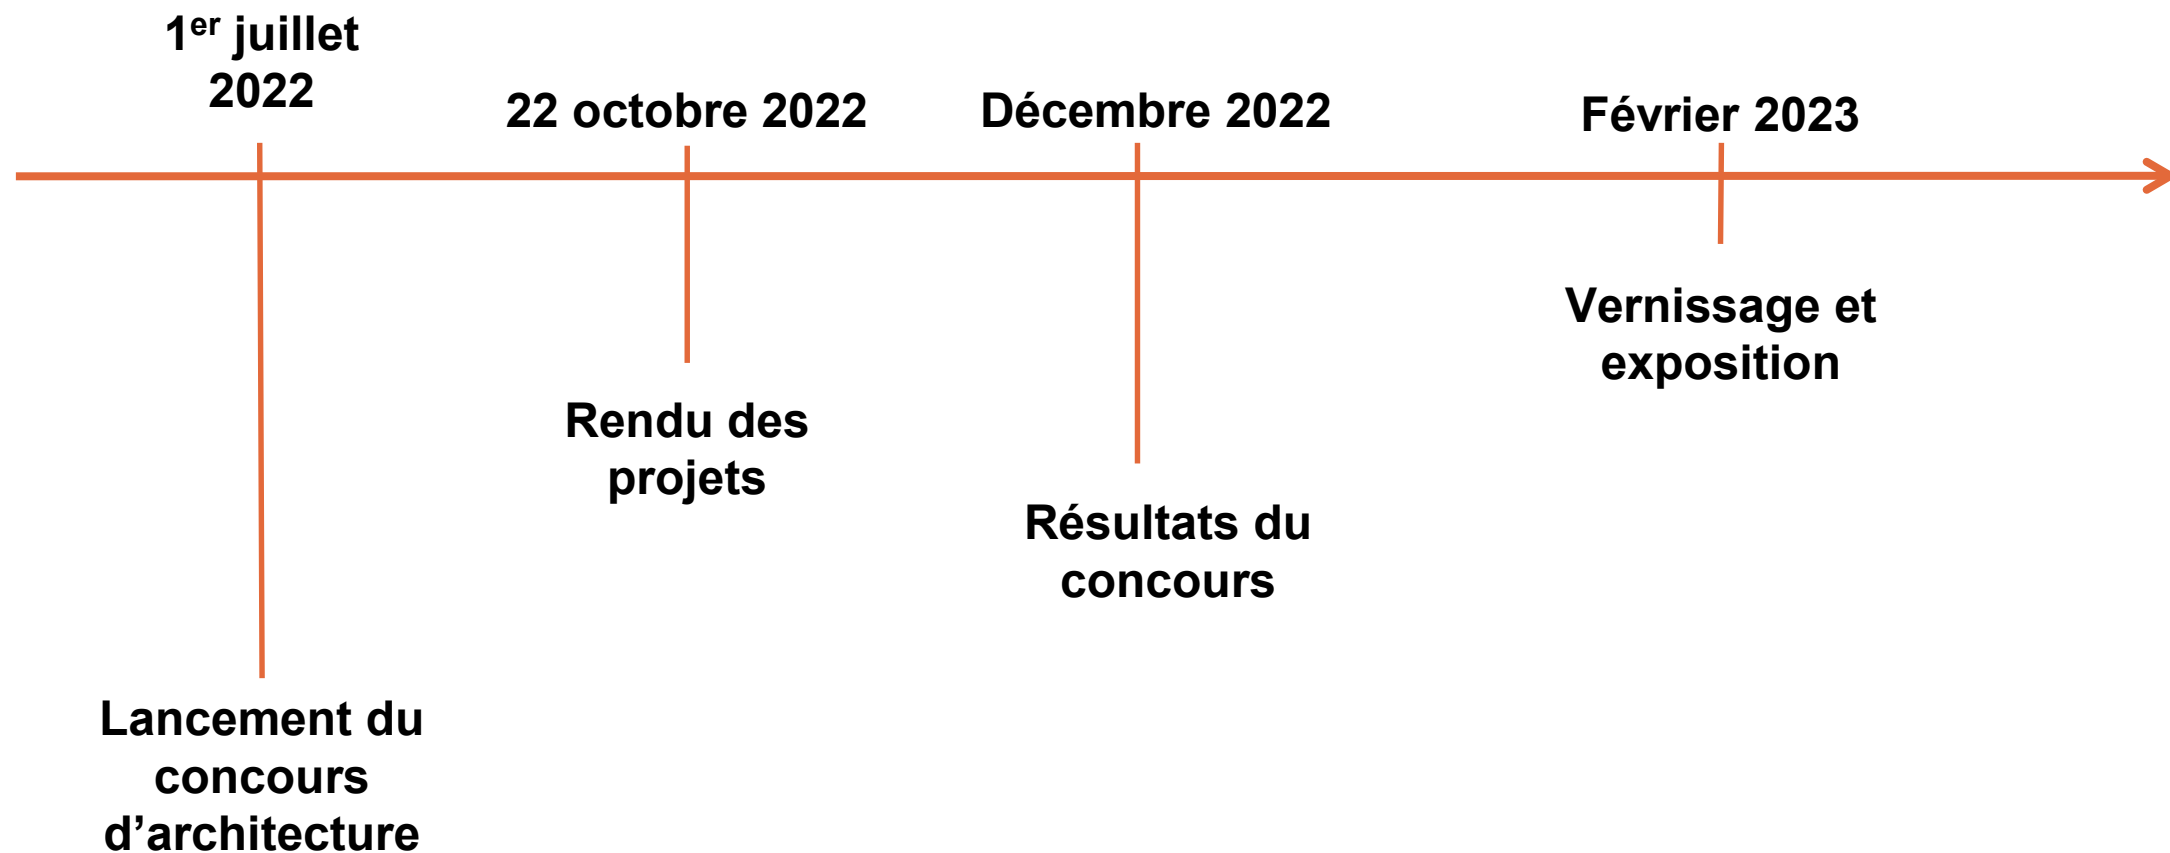 1er juillet
2022
22 octobre 2022
Décembre 2022
Février 2023
Vernissage et
exposition
Rendu des
projets
Résultats du
concours
Lancement du
concours
d’architecture